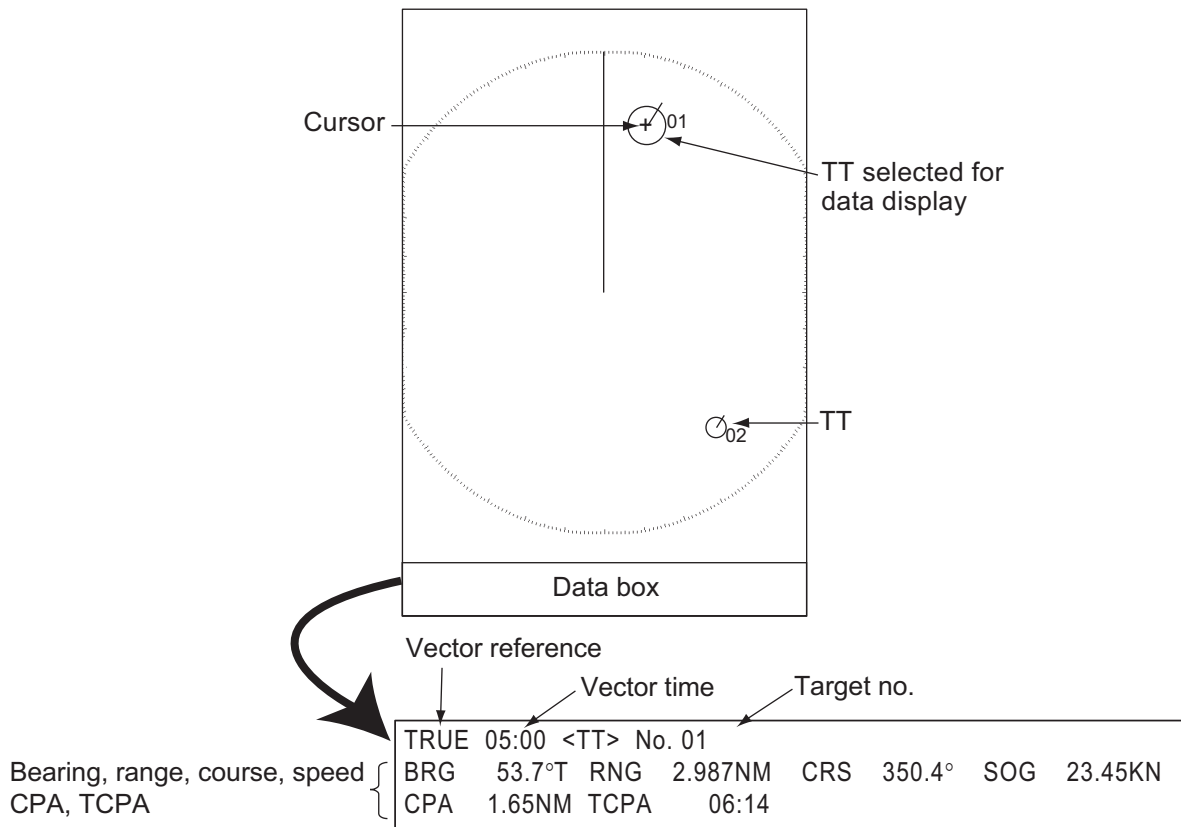 Cursor
01
TT selected for
data display
02
TT
Data box
Vector reference
Vector time
Target no.
TRUE 05:00 <TT> No. 01
Bearing, range, course, speed
CPA, TCPA
BRG 53.7°T RNG 2.987NM CRS 350.4° SOG 23.45KN
CPA 1.65NM TCPA 06:14